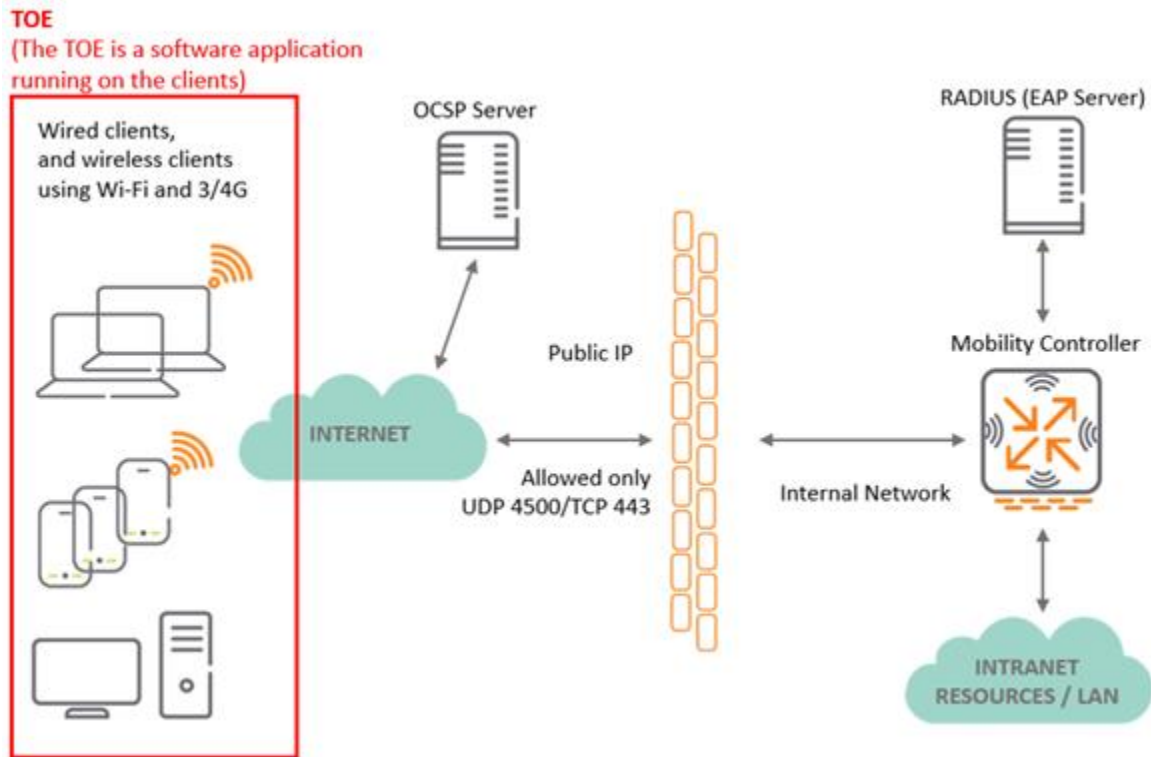 TOE
(The TOE is a software application
running on the clients)
Wired clients,
and wireless clients
using Wi-Fi and 3/4G
OCSP Server
RADIUS (EAP Server)
Public IP
Mobility Controller
INTERNET
Allowed only
UDP 4500/TCP 443
Internal Network
INTRANET
RESOURCES / LAN